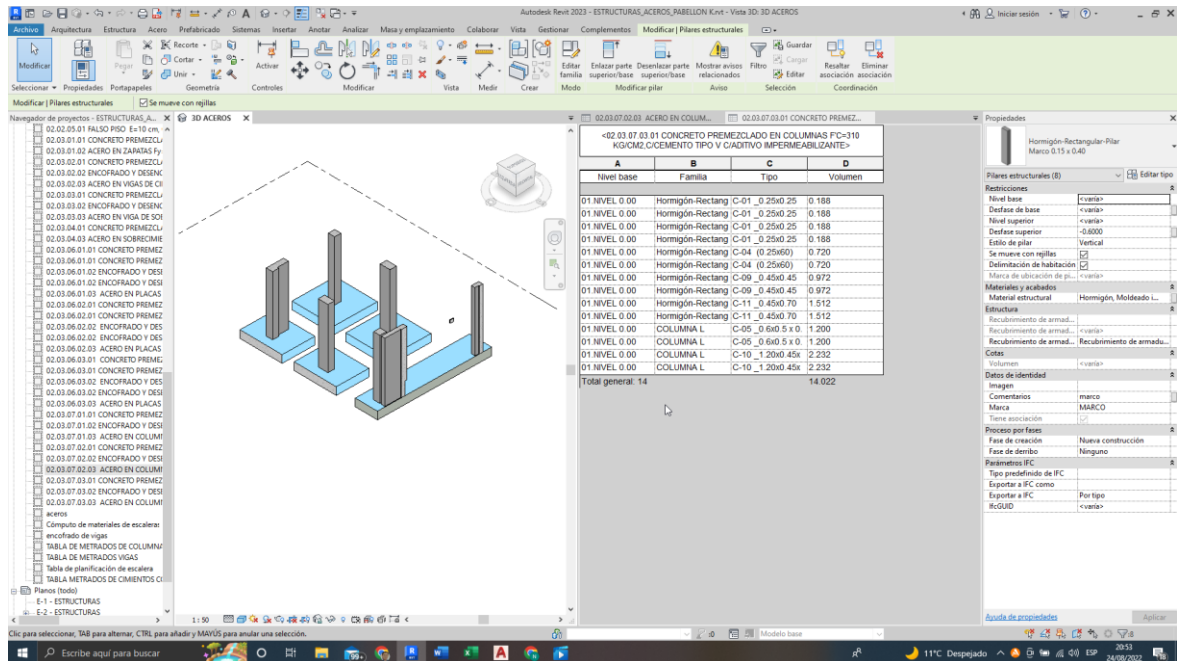 Autodesk Revit 2023 - ESTRUCTURAS_ACEROS_PABELLON K.rvt - Vista 3D: 3D ACEROS
Iniciar sesión
Archivo Arquitectura Estructura Acero Prefabricado Sistemas Insertar Anotar Analizar Masa y emplazamiento Colaborar Vista Gestionar Complementos Modificar | Pilares estructurales
Modificar
Pegar
Recorte
Cortar
Unir
Activar
Editar familia
Enlazar parte superior/base
Desenlazar parte superior/base
Mostrar avisos relacionados
Filtro
Guardar
Cargar
Editar
Resaltar asociación
Eliminar asociación
Seleccionar Propiedades Portapapeles Geometría Controles Modificar Vista Medir Crear Modo Modificar pilar Aviso Selección Coordinación
Modificar | Pilares estructurales Se mueve con rejillas
Navegador de proyectos - ESTRUCTURAS_A...
02.02.05.01 FALSO PISO E=10 cm,
02.03.01.01 CONCRETO PREMEZCL
02.03.01.02 ACERO EN ZAPATAS Fy
02.03.02.01 CONCRETO PREMEZCL
02.03.02.02 ENCOFRADO Y DESENC
02.03.02.03 ACERO EN VIGAS DE CI
02.03.03.01 CONCRETO PREMEZCL
02.03.03.02 ENCOFRADO Y DESENC
02.03.03.03 ACERO EN VIGA DE SOB
02.03.04.01 CONCRETO PREMEZCL
02.03.04.03 ACERO EN SOBRECIMIE
02.03.06.01.01 CONCRETO PREMEZ
02.03.06.01.01 CONCRETO PREMEZ
02.03.06.01.02 ENCOFRADO Y DESI
02.03.06.01.02 ENCOFRADO Y DESI
02.03.06.01.03 ACERO EN PLACAS
02.03.06.02.01 CONCRETO PREMEZ
02.03.06.02.01 CONCRETO PREMEZ
02.03.06.02.02 ENCOFRADO Y DES
02.03.06.02.02 ENCOFRADO Y DES
02.03.06.02.03 ACERO EN PLACAS
02.03.06.03.01 CONCRETO PREMEZ
02.03.06.03.01 CONCRETO PREMEZ
02.03.06.03.02 ENCOFRADO Y DES
02.03.06.03.02 ENCOFRADO Y DES
02.03.06.03.03 ACERO EN PLACAS
02.03.07.01.01 CONCRETO PREMEZ
02.03.07.01.02 ENCOFRADO Y DESI
02.03.07.01.03 ACERO EN COLUM
02.03.07.02.01 CONCRETO PREMEZ
02.03.07.02.02 ENCOFRADO Y DESI
02.03.07.02.03 ACERO EN COLUM
02.03.07.03.01 CONCRETO PREMEZ
02.03.07.03.02 ENCOFRADO Y DESI
02.03.07.03.03 ACERO EN COLUM
aceros
Cómputo de materiales de escalera:
encofrado de vigas
TABLA DE METRADOS DE COLUMNA
TABLA DE METRADOS VIGAS
Tabla de planificación de escalera
TABLA METRADOS DE CIMIENTOS C
Planos (todo)
E-1 - ESTRUCTURAS
E-2 - ESTRUCTURAS
3D ACEROS
1 : 50
02.03.07.02.03 ACERO EN COLUM... 02.03.07.03.01 CONCRETO PREMEZ...
<02.03.07.03.01 CONCRETO PREMEZCLADO EN COLUMNAS F'C=310
KG/CM2,C/CEMENTO TIPO V C/ADITIVO IMPERMEABILIZANTE>
A B C D
Nivel base Familia Tipo Volumen
01.NIVEL 0.00 Hormigón-Rectang C-01 _0.25x0.25 0.188
01.NIVEL 0.00 Hormigón-Rectang C-01 _0.25x0.25 0.188
01.NIVEL 0.00 Hormigón-Rectang C-01 _0.25x0.25 0.188
01.NIVEL 0.00 Hormigón-Rectang C-01 _0.25x0.25 0.188
01.NIVEL 0.00 Hormigón-Rectang C-04 (0.25x60) 0.720
01.NIVEL 0.00 Hormigón-Rectang C-04 (0.25x60) 0.720
01.NIVEL 0.00 Hormigón-Rectang C-09 _0.45x0.45 0.972
01.NIVEL 0.00 Hormigón-Rectang C-09 _0.45x0.45 0.972
01.NIVEL 0.00 Hormigón-Rectang C-11 _0.45x0.70 1.512
01.NIVEL 0.00 Hormigón-Rectang C-11 _0.45x0.70 1.512
01.NIVEL 0.00 COLUMNA L C-05 _0.6x0.5 x 0. 1.200
01.NIVEL 0.00 COLUMNA L C-05 _0.6x0.5 x 0. 1.200
01.NIVEL 0.00 COLUMNA L C-10 _1.20x0.45x 2.232
01.NIVEL 0.00 COLUMNA L C-10 _1.20x0.45x 2.232
Total general: 14 14.022
Propiedades
Hormigón-Rectangular-Pilar
Marco 0.15 x 0.40
Pilares estructurales (8) Editar tipo
Restricciones
Nivel base <varía>
Desfase de base <varía>
Nivel superior <varía>
Desfase superior -0.6000
Estilo de pilar Vertical
Se mueve con rejillas
Delimitación de habitación
Marca de ubicación de pi... <varía>
Materiales y acabados
Material estructural Hormigón, Moldeado i...
Estructura
Recubrimiento de armad...
Recubrimiento de armad... <varía>
Recubrimiento de armad... Recubrimiento de armadu...
Cotas
Volumen <varía>
Datos de identidad
Imagen
Comentarios marco
Marca MARCO
Tiene asociación
Proceso por fases
Fase de creación Nueva construcción
Fase de derribo Ninguno
Parámetros IFC
Tipo predefinido de IFC
Exportar a IFC como
Exportar a IFC Por tipo
IfcGUID <varía>
Ayuda de propiedades Aplicar
Clic para seleccionar, TAB para alternar, CTRL para añadir y MAYÚS para anular una selección.
:0 Modelo base :8
Escribe aquí para buscar
11°C Despejado ESP 20:53
24/08/2022